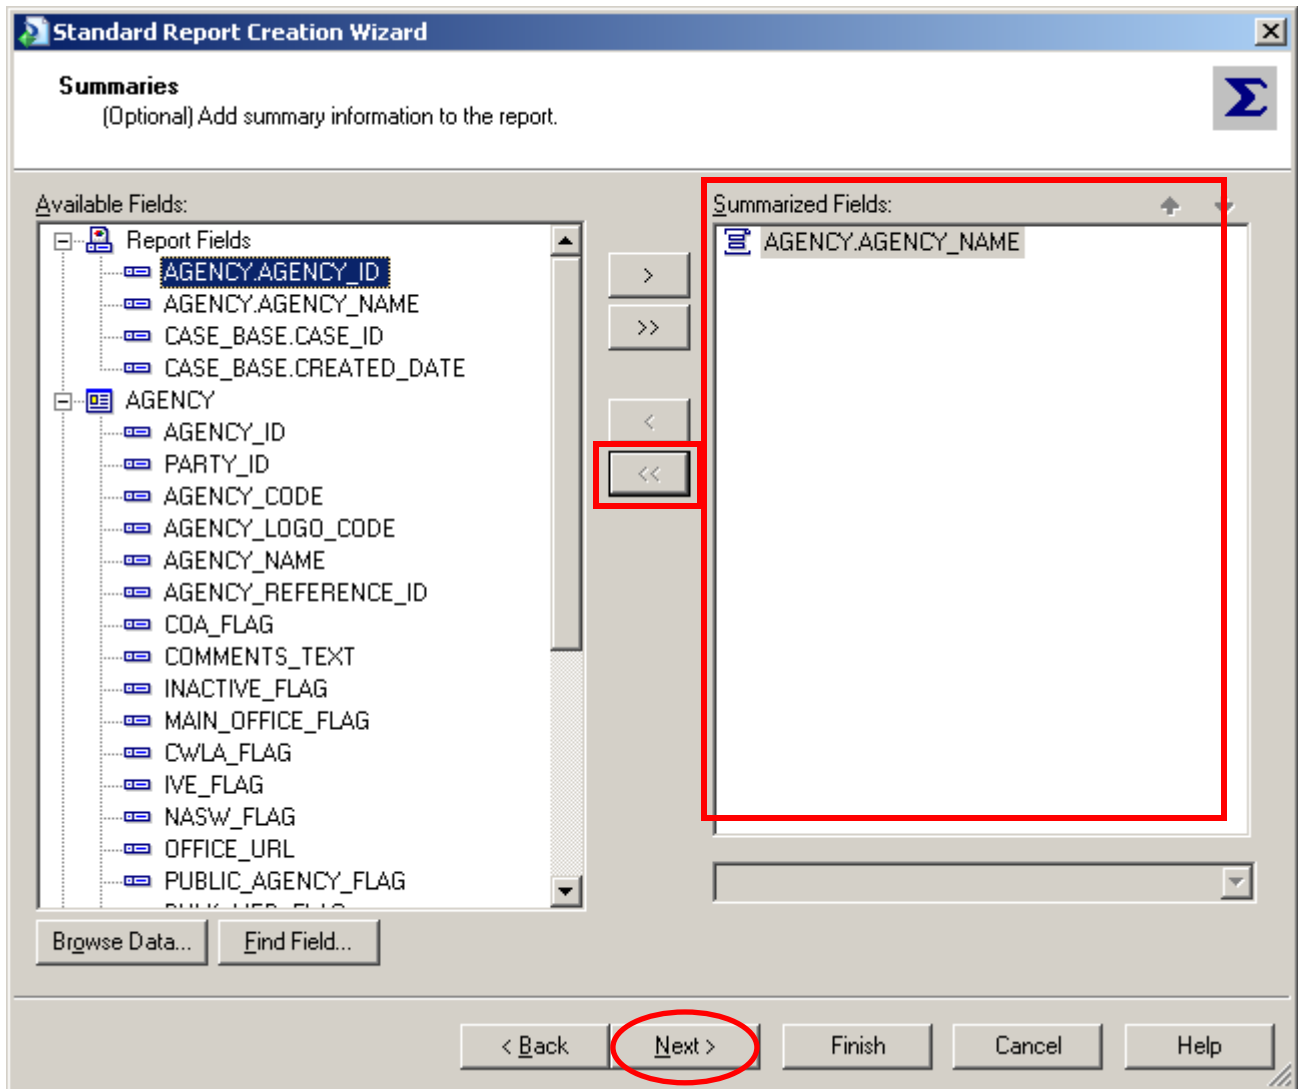 Standard Report Creation Wizard
Summaries
(Optional) Add summary information to the report.
Available Fields:
Report Fields
AGENCY.AGENCY_ID
AGENCY.AGENCY_NAME
CASE_BASE.CASE_ID
CASE_BASE.CREATED_DATE
AGENCY
AGENCY_ID
PARTY_ID
AGENCY_CODE
AGENCY_LOGO_CODE
AGENCY_NAME
AGENCY_REFERENCE_ID
COA_FLAG
COMMENTS_TEXT
INACTIVE_FLAG
MAIN_OFFICE_FLAG
CWLA_FLAG
IVE_FLAG
NASW_FLAG
OFFICE_URL
PUBLIC_AGENCY_FLAG
>
>>
<
<<
Summarized Fields:
AGENCY.AGENCY_NAME
Browse Data...
Find Field...
< Back
Next >
Finish
Cancel
Help